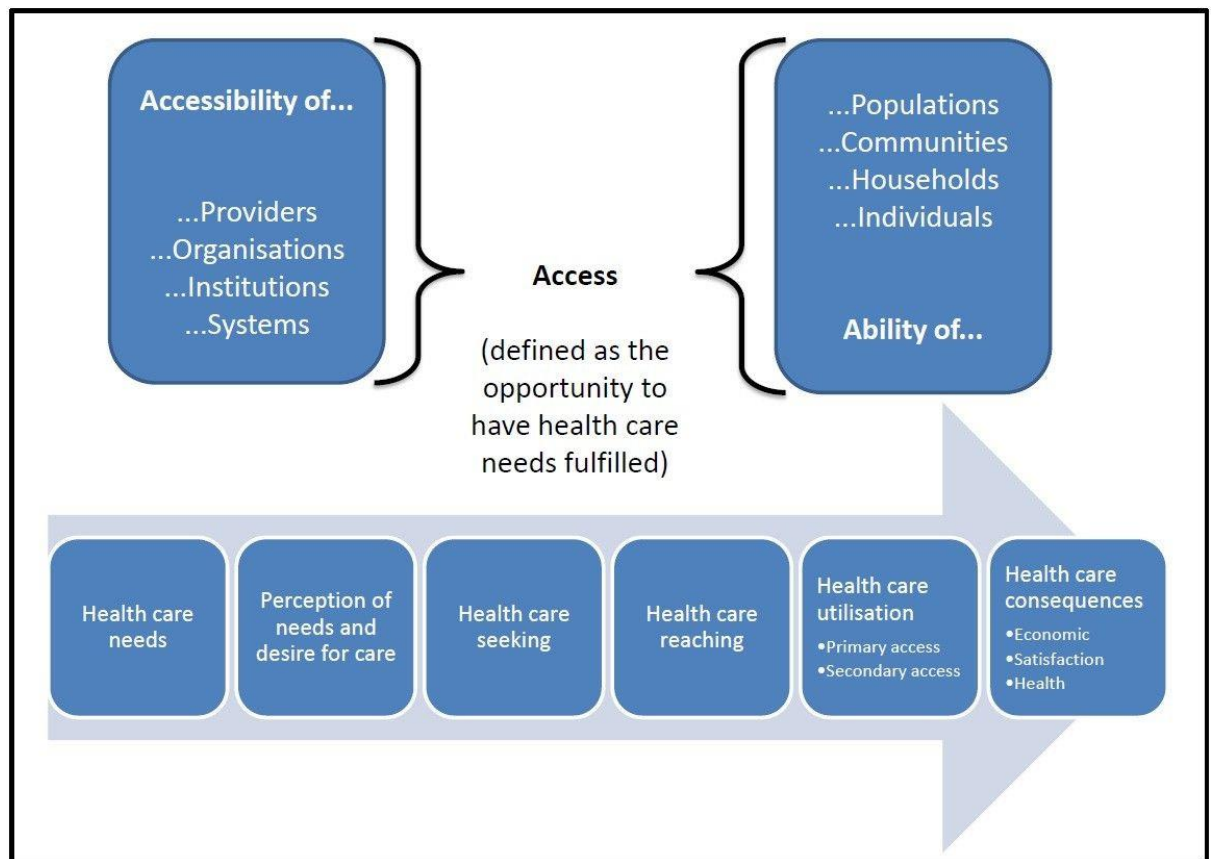 Accessibility of...
...Providers
...Organisations
...Institutions
...Systems
Access
(defined as the
opportunity to
have health care
needs fulfilled)
...Populations
...Communities
...Households
...Individuals
Ability of...
Health care
needs
Perception of
needs and
desire for care
Health care
seeking
Health care
reaching
Health care
utilisation
•Primary access
•Secondary access
Health care
consequences
•Economic
•Satisfaction
•Health